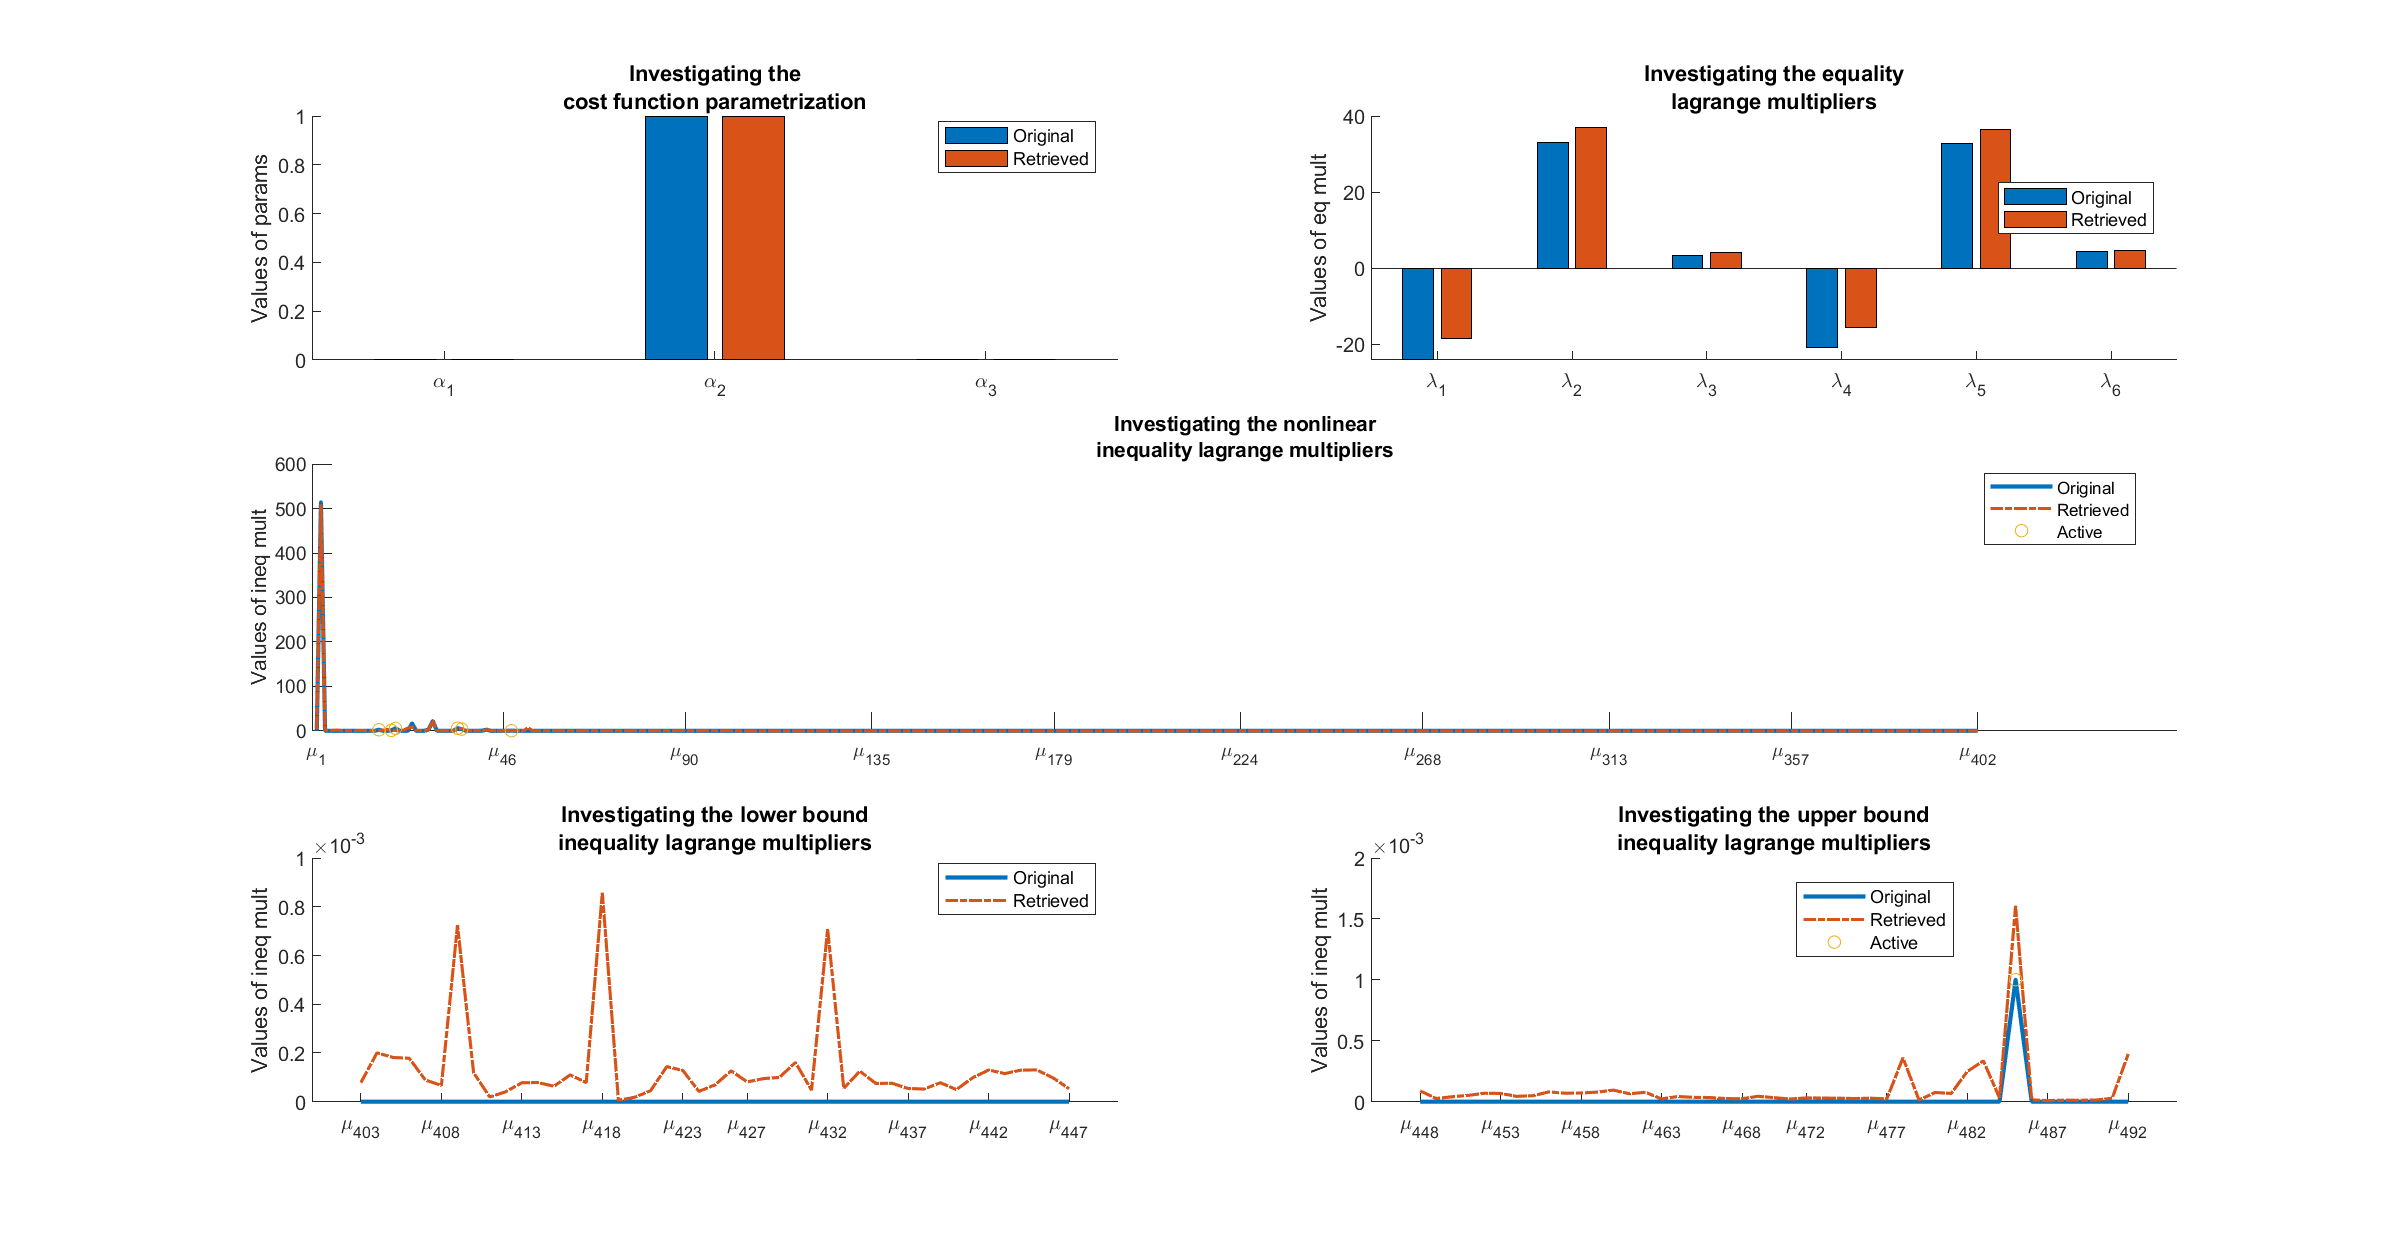 Investigating the
cost function parametrization
Values of params
1
0.8
0.6
0.4
0.2
0
α1
α2
α3
Original
Retrieved
Investigating the equality
lagrange multipliers
Values of eq mult
40
20
0
-20
λ1
λ2
λ3
λ4
λ5
λ6
Original
Retrieved
Investigating the nonlinear
inequality lagrange multipliers
Values of ineq mult
600
500
400
300
200
100
0
μ1
μ46
μ90
μ135
μ179
μ224
μ268
μ313
μ357
μ402
Original
Retrieved
Active
Investigating the lower bound
inequality lagrange multipliers
×10-3
Values of ineq mult
1
0.8
0.6
0.4
0.2
0
μ403
μ408
μ413
μ418
μ423
μ427
μ432
μ437
μ442
μ447
Original
Retrieved
Investigating the upper bound
inequality lagrange multipliers
×10-3
Values of ineq mult
2
1.5
1
0.5
0
μ448
μ453
μ458
μ463
μ468
μ472
μ477
μ482
μ487
μ492
Original
Retrieved
Active